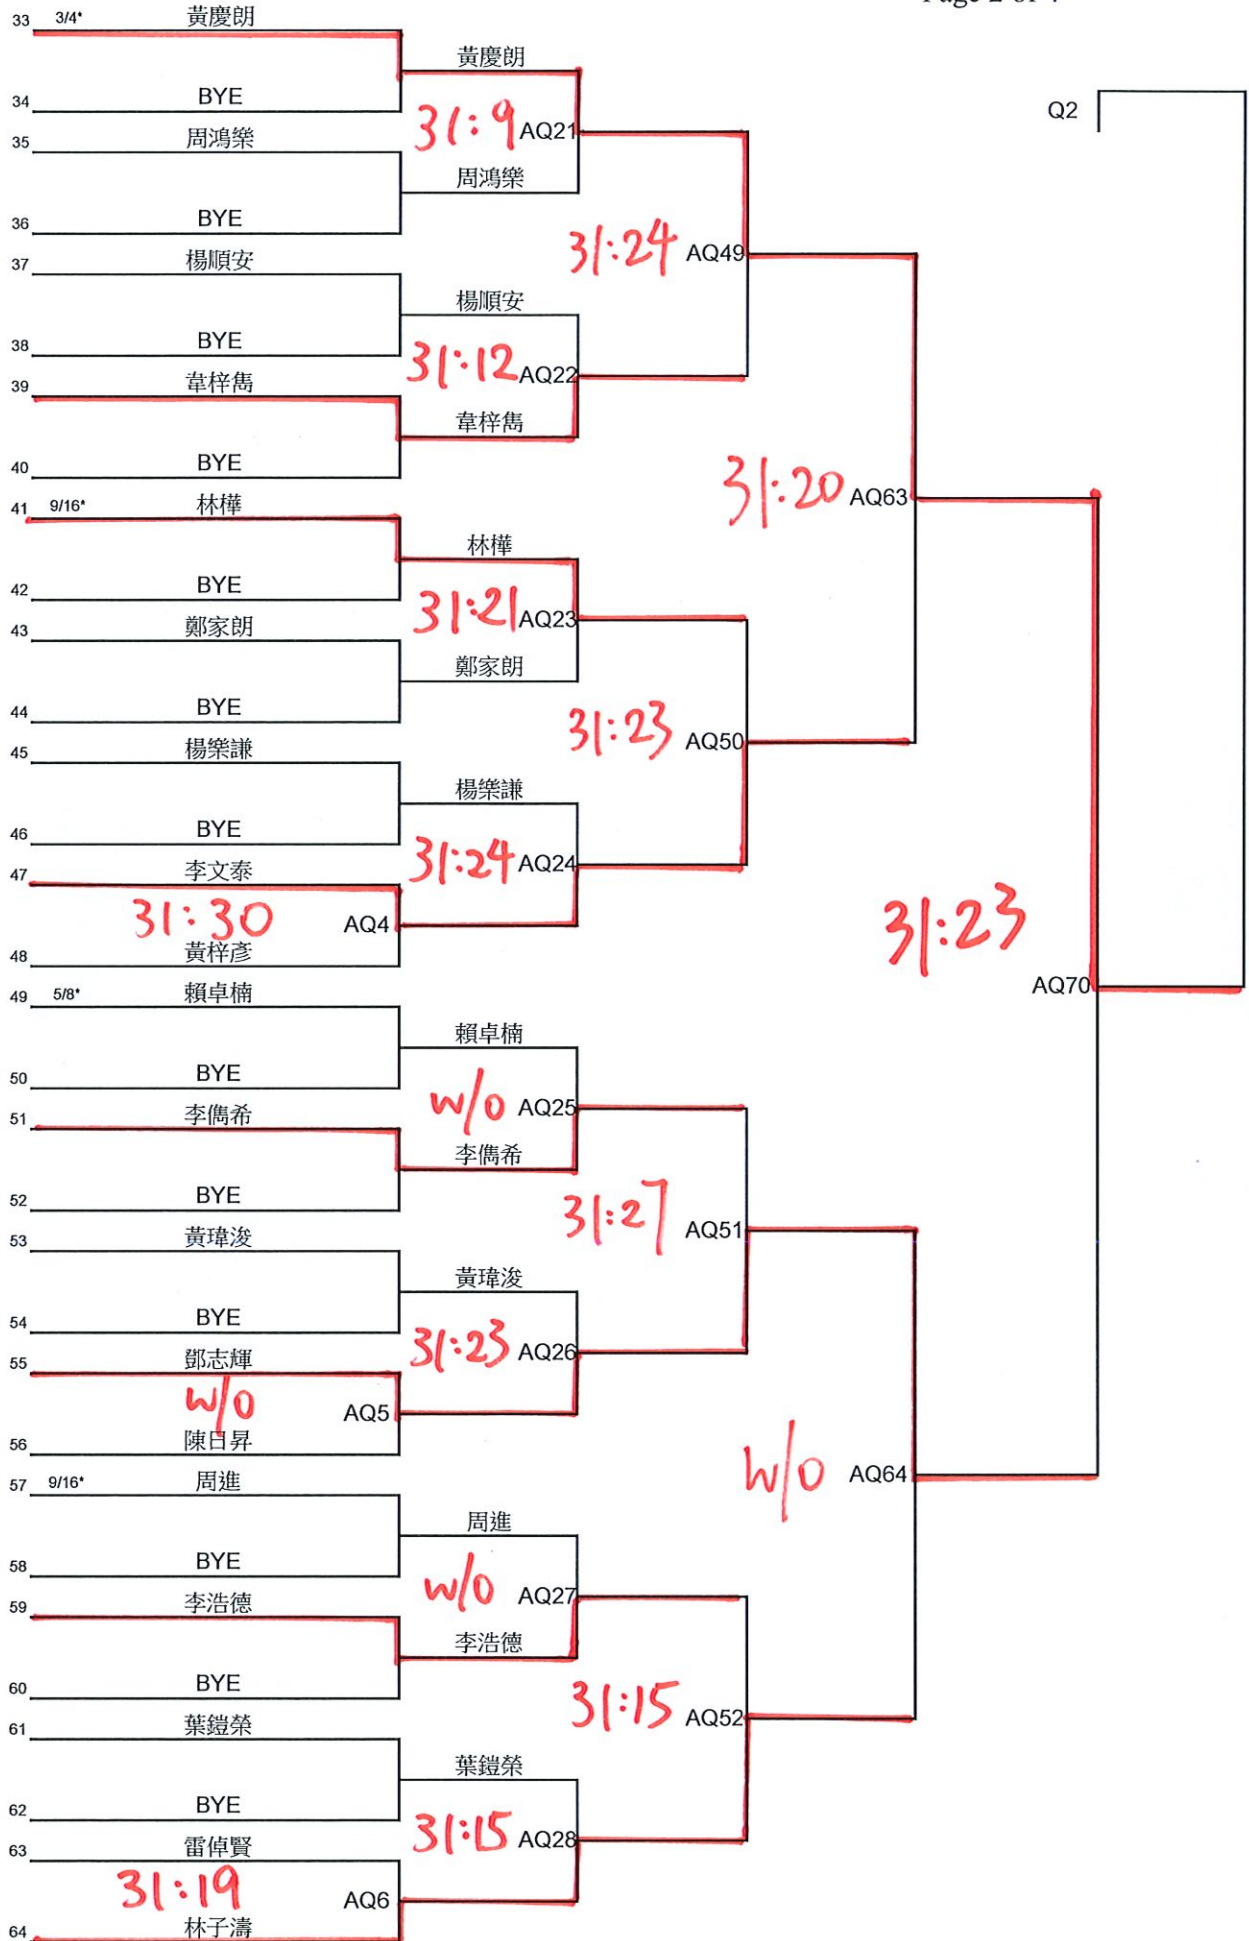 33 3/4* 黃慶朗
黃慶朗
34 BYE
Q2
31:9 AQ21
35 周鴻樂
周鴻樂
36 BYE
31:24 AQ49
37 楊順安
楊順安
38 BYE
31:12 AQ22
39 韋梓雋
韋梓雋
40 BYE
31:20 AQ63
41 9/16* 林樺
林樺
42 BYE
31:21 AQ23
43 鄭家朗
鄭家朗
44 BYE
31:23 AQ50
45 楊樂謙
楊樂謙
46 BYE
31:24 AQ24
47 李文泰
31:30 AQ4
48 黃梓彥
31:23 AQ70
49 5/8* 賴卓楠
賴卓楠
50 BYE
w/o AQ25
51 李儁希
李儁希
52 BYE
31:27 AQ51
53 黃瑋浚
黃瑋浚
54 BYE
31:23 AQ26
55 鄧志輝
w/o AQ5
56 陳日昇
w/o AQ64
57 9/16* 周進
周進
58 BYE
w/o AQ27
59 李浩德
李浩德
60 BYE
31:15 AQ52
61 葉鎧榮
葉鎧榮
62 BYE
31:15 AQ28
63 雷倬賢
31:19 AQ6
64 林子濤